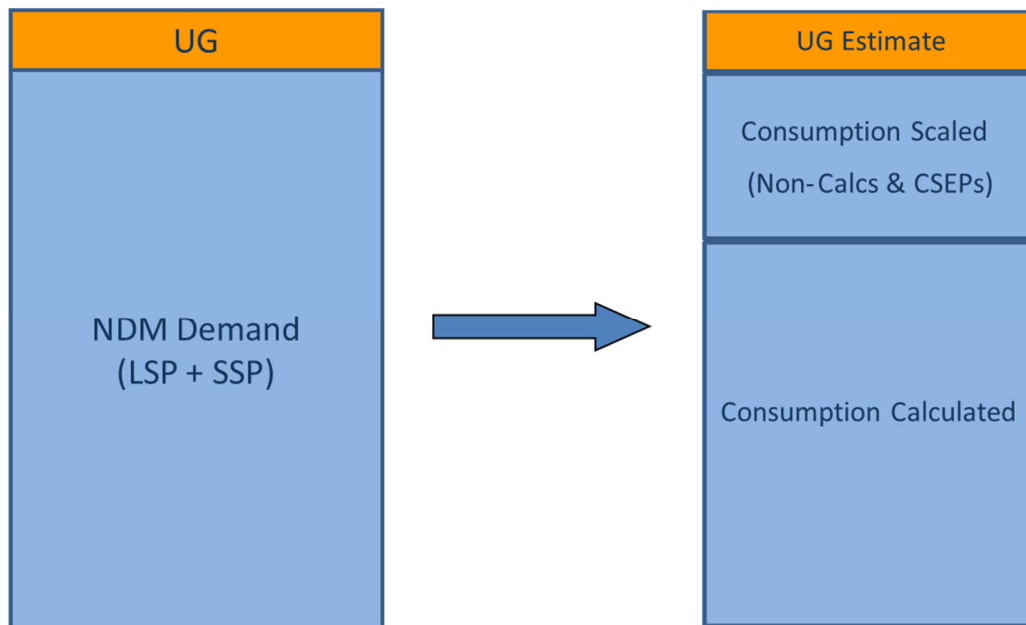 UG
NDM Demand
(LSP + SSP)
UG Estimate
Consumption Scaled
(Non-Calcs & CSEPs)
Consumption Calculated